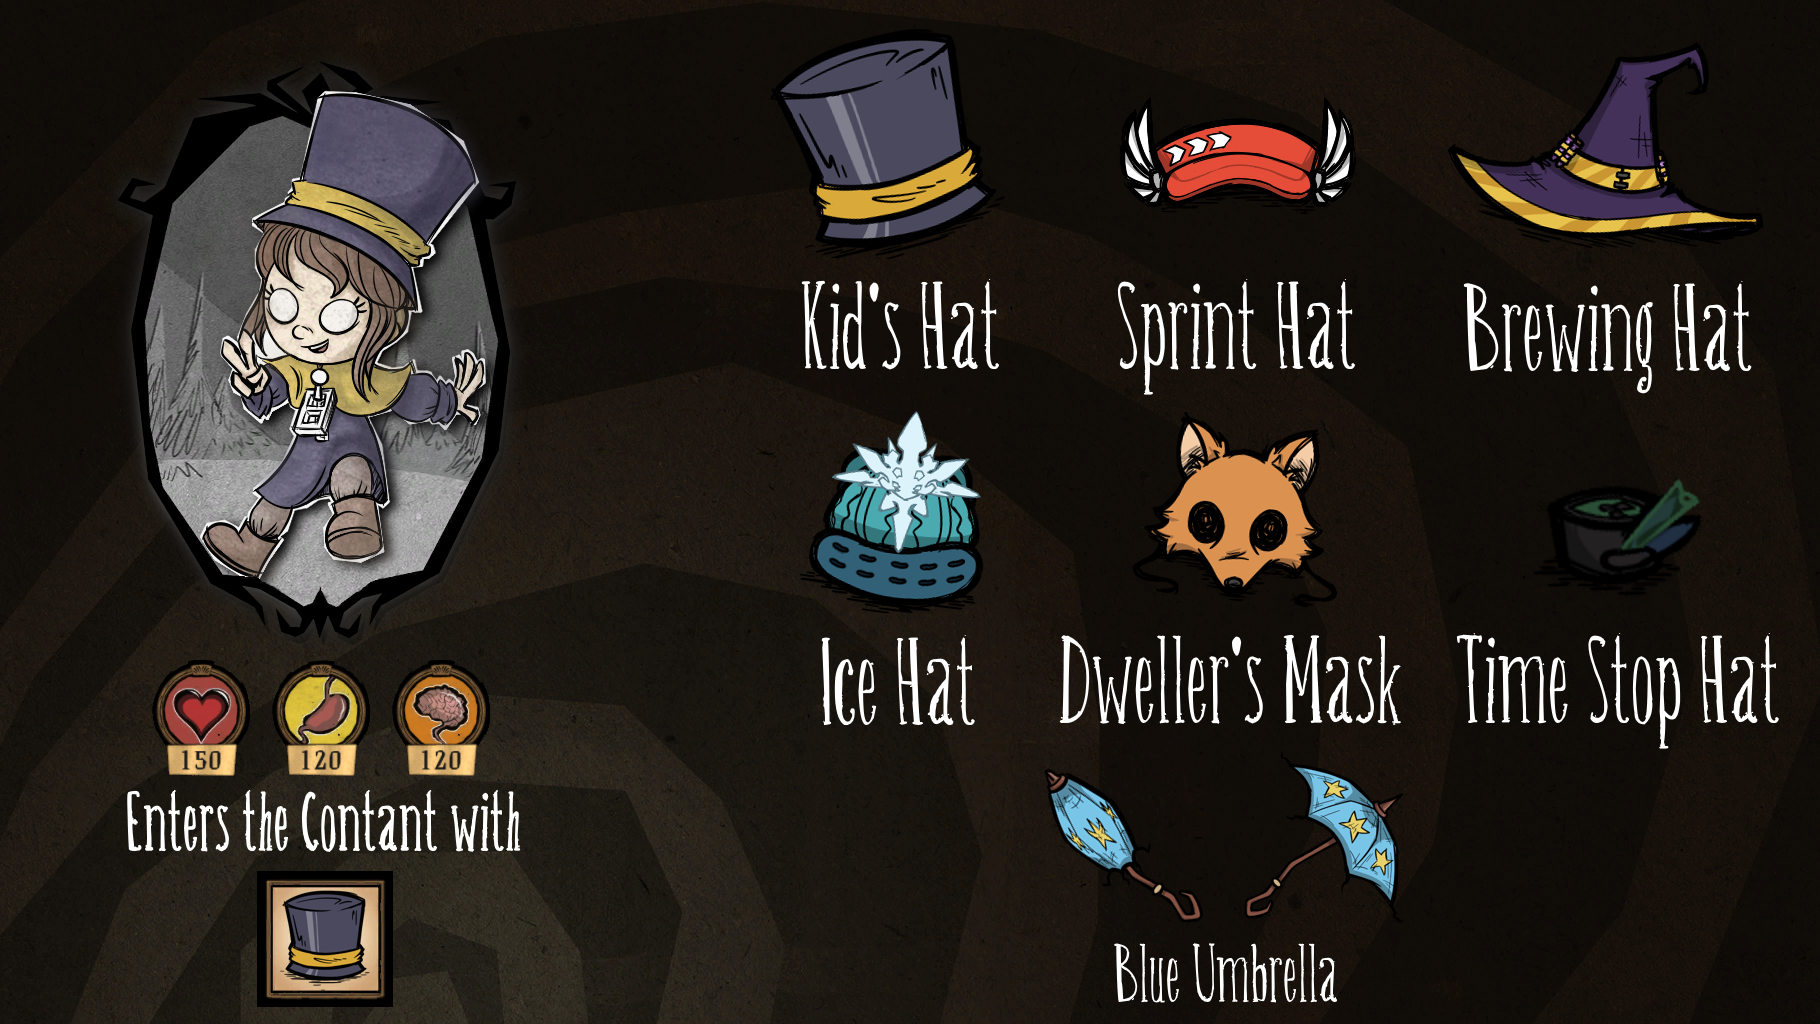 Kid's Hat
Sprint Hat
Brewing Hat
Ice Hat
Dweller's Mask
Time Stop Hat
150
120
120
Enters the Contant with
Blue Umbrella